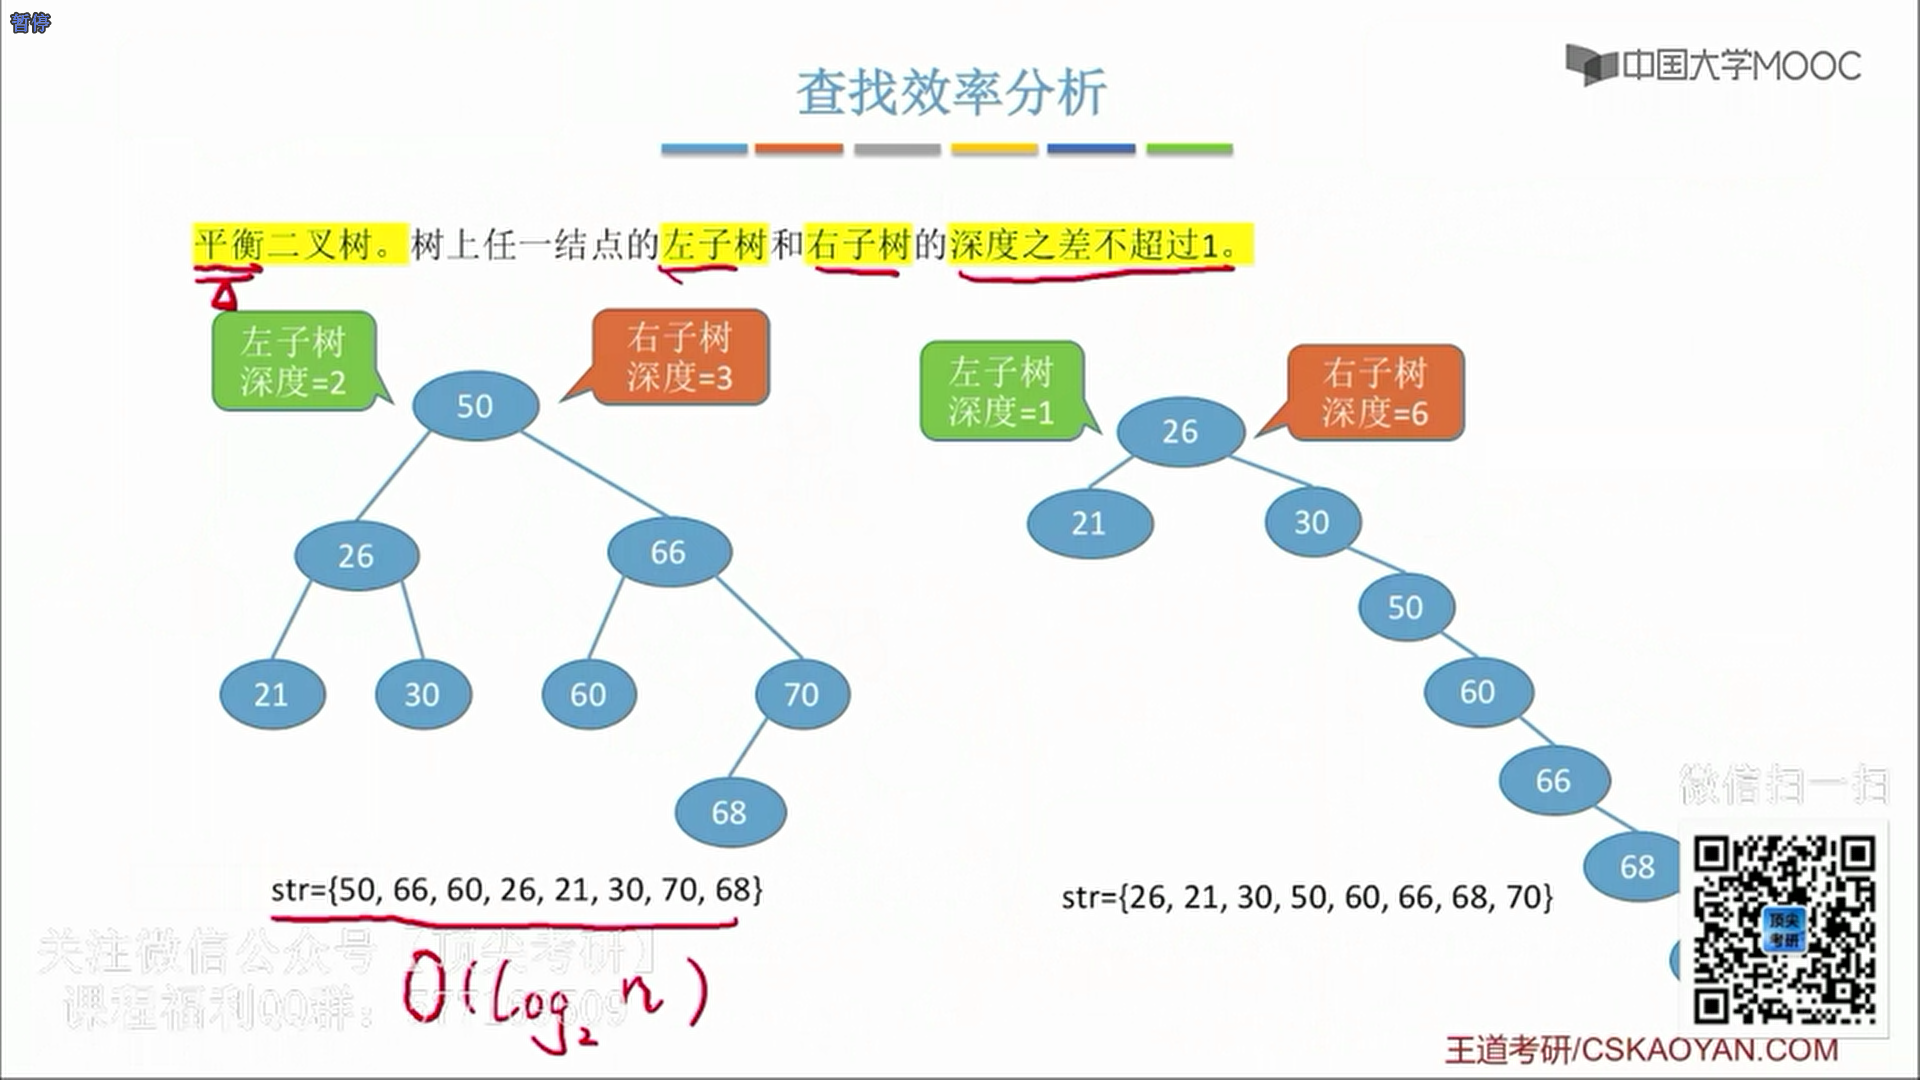 暂停
中国大学MOOC
查找效率分析
平衡二叉树。树上任一结点的左子树和右子树的深度之差不超过1。
左子树
深度=2
右子树
深度=3
50
26
66
21
30
60
70
68
str={50, 66, 60, 26, 21, 30, 70, 68}
O(log₂n)
左子树
深度=1
右子树
深度=6
26
21
30
50
60
66
68
str={26, 21, 30, 50, 60, 66, 68, 70}
微信扫一扫
顶尖
考研
关注微信公众号【顶尖考研】
课程福利QQ群：
王道考研/CSKAOYAN.COM